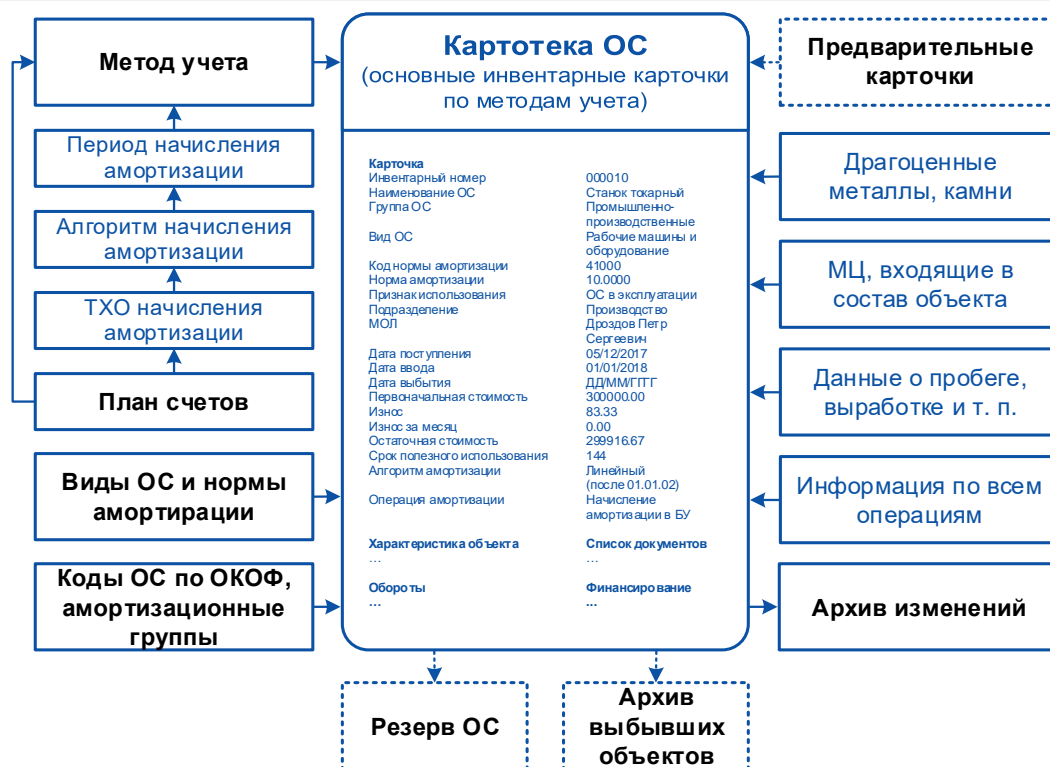 Метод учета
Период начисления
амортизации
Алгоритм начисления
амортизации
ТХО начисления
амортизации
План счетов
Виды ОС и нормы
амортирации
Коды ОС по ОКОФ,
амортизационные
группы
Картотека ОС
(основные инвентарные карточки
по методам учета)
Карточка
Инвентарный номер 000010
Наименование ОС Станок токарный
Группа ОС Промышленно-
производственные
Вид ОС Рабочие машины и
оборудование
Код нормы амортизации 41000
Норма амортизации 10.0000
Признак использования ОС в эксплуатации
Подразделение Производство
МОЛ Дроздов Петр
Сергеевич
Дата поступления 05/12/2017
Дата ввода 01/01/2018
Дата выбытия ДД/ММ/ГГГГ
Первоначальная стоимость 300000.00
Износ 83.33
Износ за месяц 0.00
Остаточная стоимость 299916.67
Срок полезного использования 144
Алгоритм амортизации Линейный
(после 01.01.02)
Операция амортизации Начисление
амортизации в БУ
Характеристика объекта Список документов
... ...
Обороты Финансирование
... ...
Предварительные
карточки
Драгоценные
металлы, камни
МЦ, входящие в
состав объекта
Данные о пробеге,
выработке и т. п.
Информация по всем
операциям
Архив изменений
Резерв ОС
Архив
выбывших
объектов